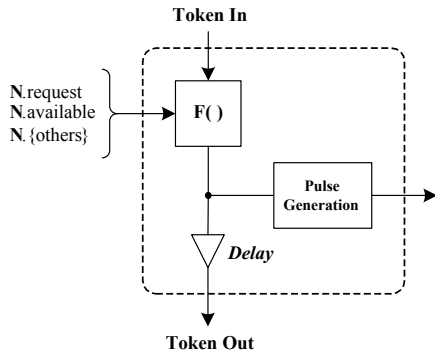 Token In
N.request
N.available
N.{others}
F( )
Pulse
Generation
Delay
Token Out